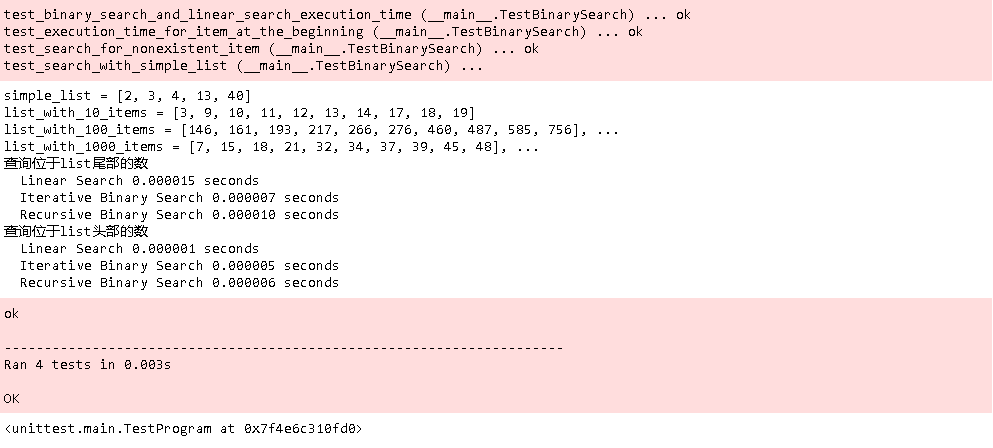 test_binary_search_and_linear_search_execution_time (__main__.TestBinarySearch) ... ok
test_execution_time_for_item_at_the_beginning (__main__.TestBinarySearch) ... ok
test_search_for_nonexistent_item (__main__.TestBinarySearch) ... ok
test_search_with_simple_list (__main__.TestBinarySearch) ...
simple_list = [2, 3, 4, 13, 40]
list_with_10_items = [3, 9, 10, 11, 12, 13, 14, 17, 18, 19]
list_with_100_items = [146, 161, 193, 217, 266, 276, 460, 487, 585, 756], ...
list_with_1000_items = [7, 15, 18, 21, 32, 34, 37, 39, 45, 48], ...
查询位于list尾部的数
  Linear Search 0.000015 seconds
  Iterative Binary Search 0.000007 seconds
  Recursive Binary Search 0.000010 seconds
查询位于list头部的数
  Linear Search 0.000001 seconds
  Iterative Binary Search 0.000005 seconds
  Recursive Binary Search 0.000006 seconds
ok
----------------------------------------------------------------------
Ran 4 tests in 0.003s
OK
<unittest.main.TestProgram at 0x7f4e6c310fd0>